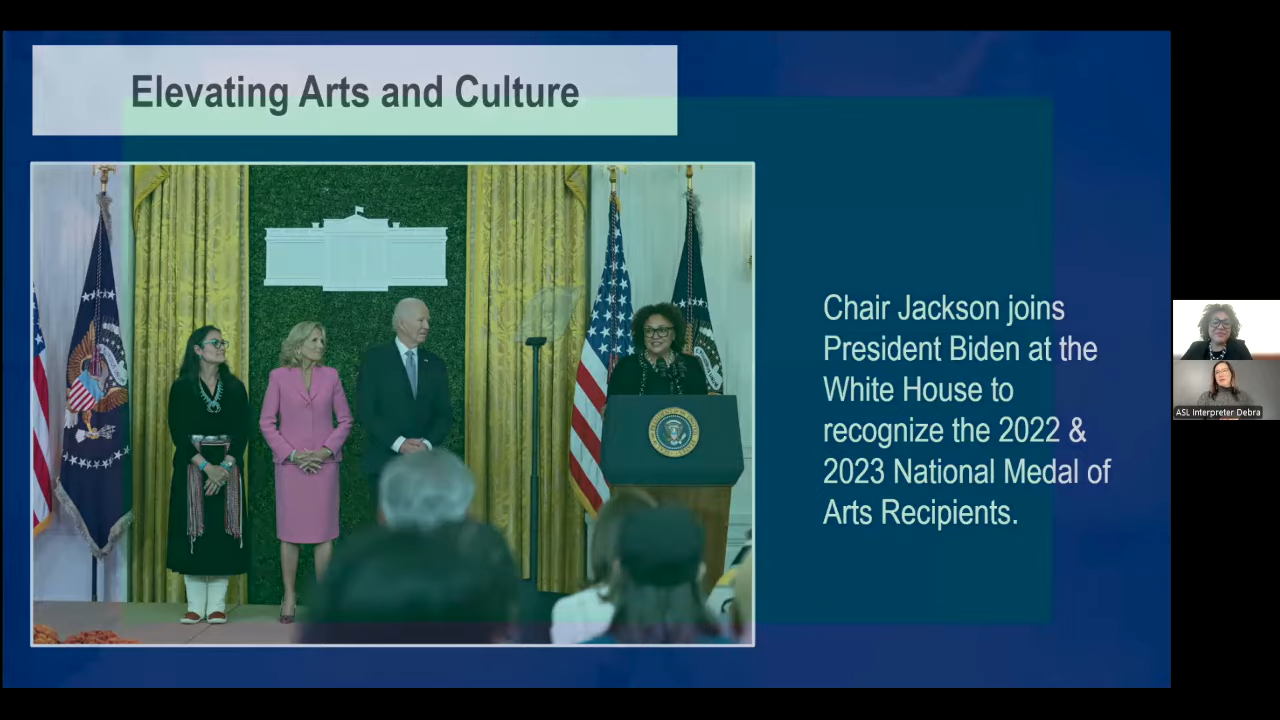 Elevating Arts and Culture
Chair Jackson joins
President Biden at the
White House to
recognize the 2022 &
2023 National Medal of
Arts Recipients.
ASL Interpreter-Debra